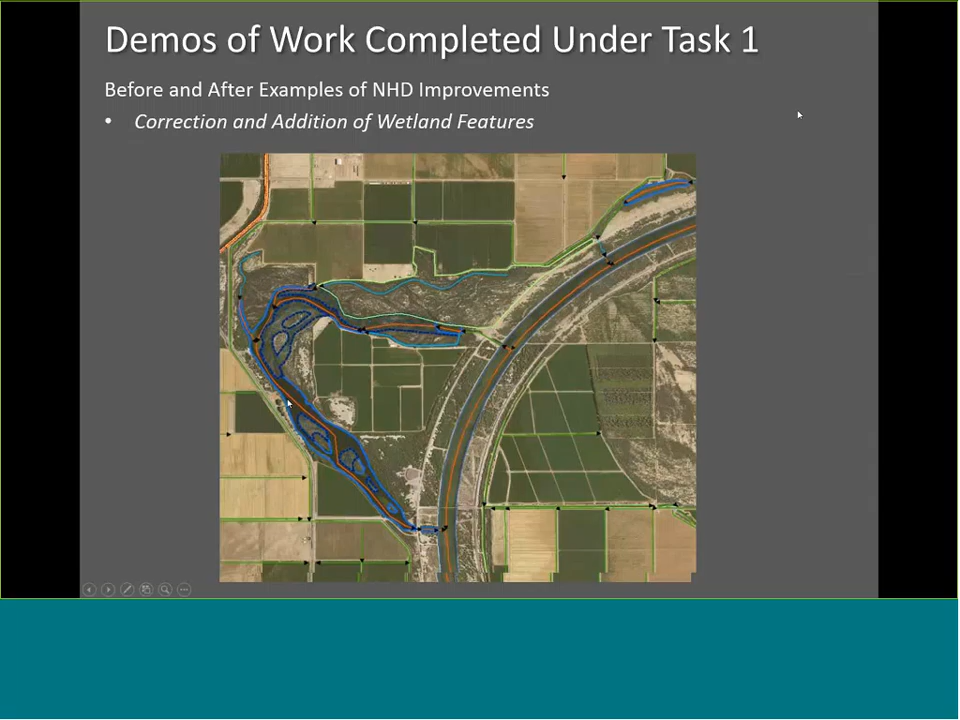 Demos of Work Completed Under Task 1
Before and After Examples of NHD Improvements
• Correction and Addition of Wetland Features